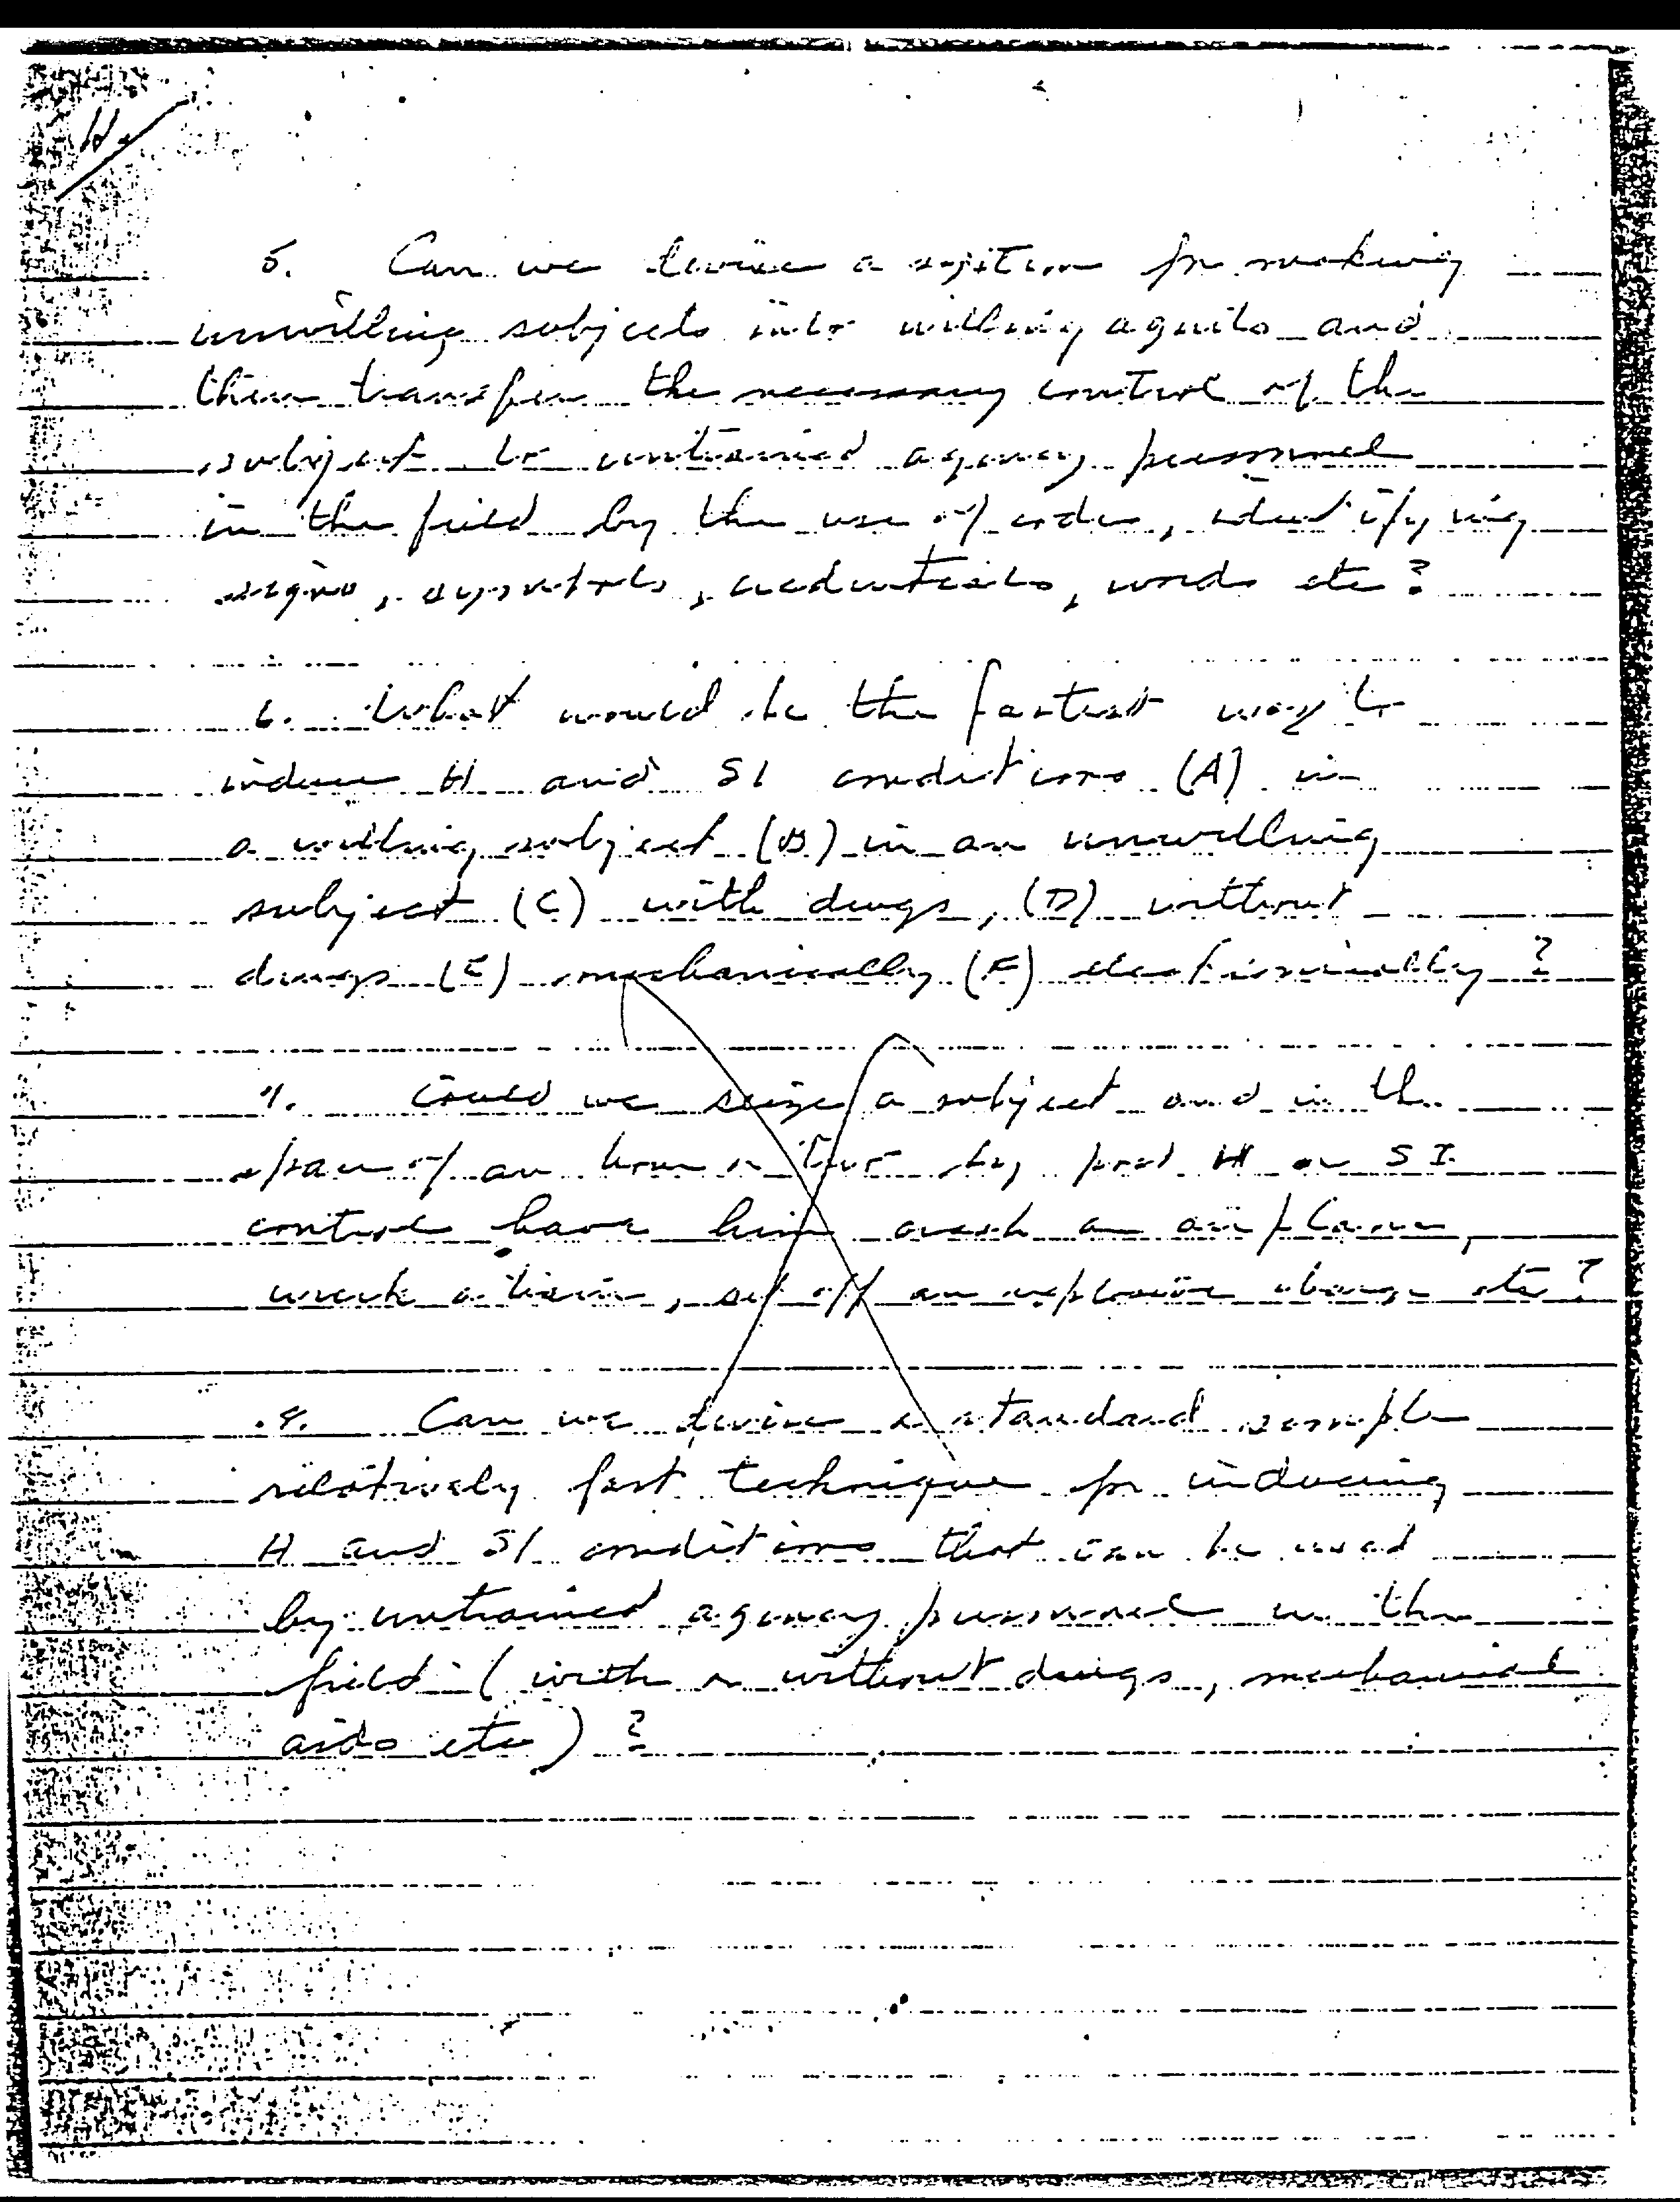 5. Can we devise a system for making
unwilling subjects into willing agents and
then transfer the necessary control of the
subject to untrained agency personnel
in the field by the use of codes, identifying
signs, symbols, credentials, words etc?
6. What would be the fastest way to
induce H and SI conditions (A) in
a willing subject (B) in an unwilling
subject (C) with drugs, (D) without
drugs (E) mechanically (F) electronically?
7. Could we seize a subject and in the
space of an hour or two by post H or SI
control have him crash an airplane,
wreck a train, set off an explosive charge etc?
8. Can we devise a standard simple
relatively fast technique for inducing
H and SI conditions that can be used
by untrained agency personnel in the
field (with or without drugs, mechanical
aids etc)?